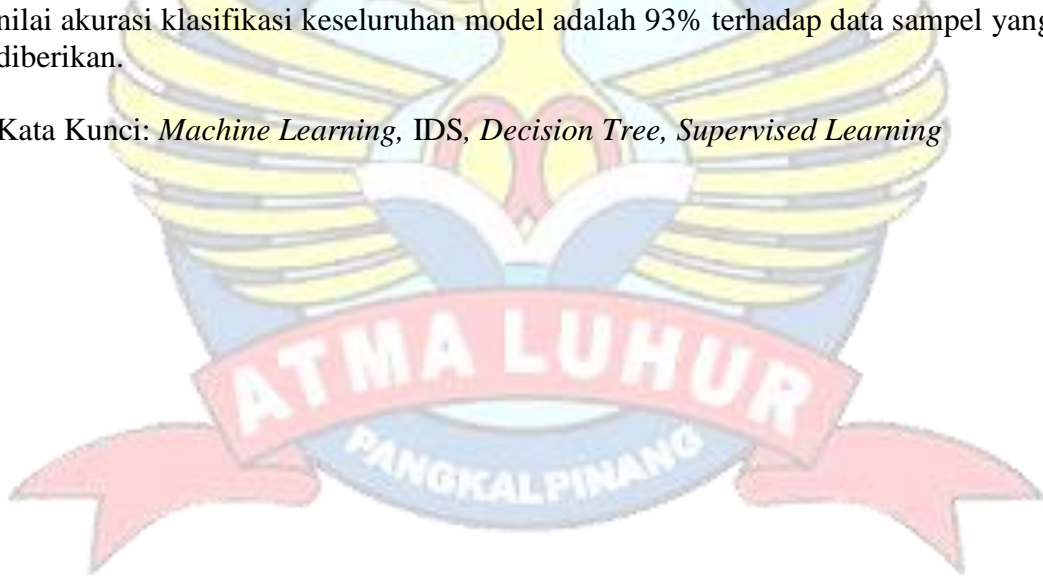 nilai akurasi klasifikasi keseluruhan model adalah 93% terhadap data sampel yang
diberikan.
Kata Kunci: Machine Learning, IDS, Decision Tree, Supervised Learning
ATMA LUHUR
PANGKALPINANG